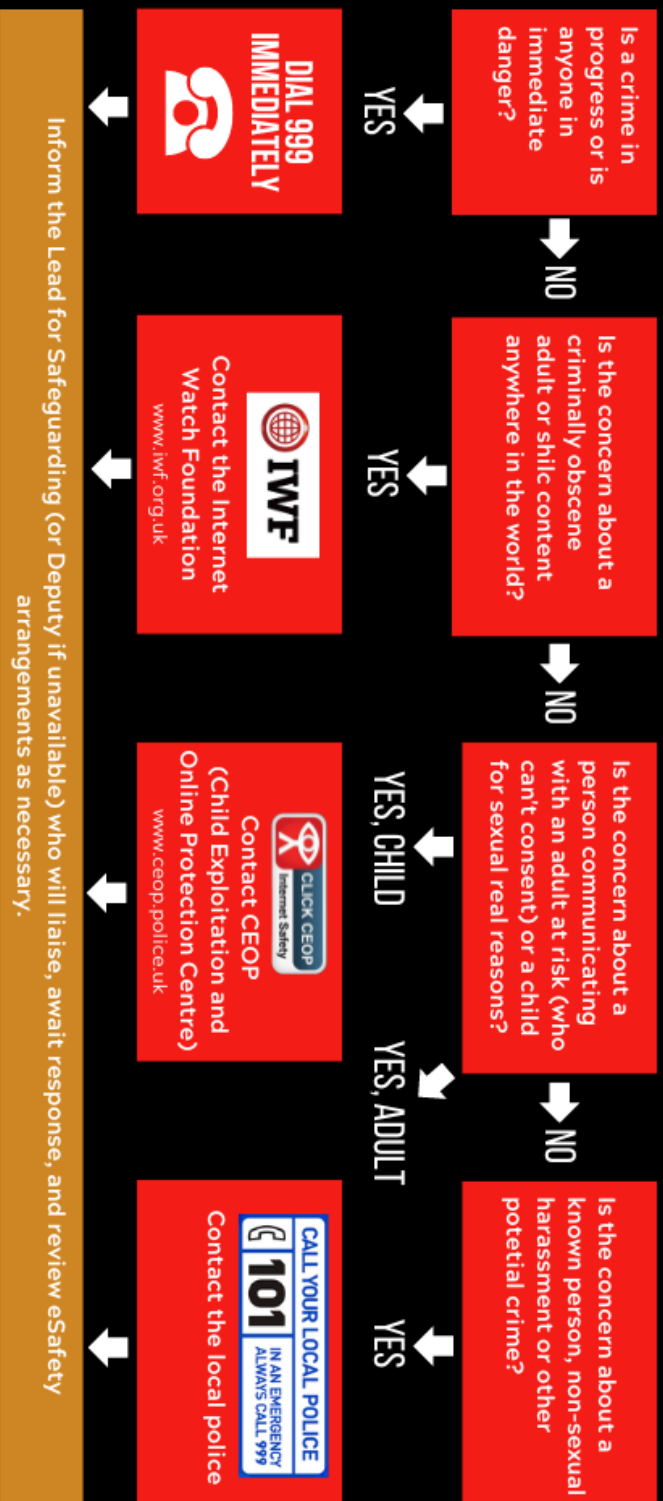 Is a crime in
progress or is
anyone in
immediate
danger?
NO
Is the concern about a
criminally obscene
adult or shilc content
anywhere in the world?
NO
Is the concern about a
person communicating
with an adult at risk (who
can't consent) or a child
for sexual real reasons?
NO
Is the concern about a
known person, non-sexual
harassment or other
potetial crime?
YES
YES
YES, CHILD
YES, ADULT
YES
DIAL 999
IMMEDIATELY
IWF
Contact the Internet
Watch Foundation
www.iwf.org.uk
CLICK CEOP
Internet Safety
Contact CEOP
(Child Exploitation and
Online Protection Centre)
www.ceop.police.uk
CALL YOUR LOCAL POLICE
101
IN AN EMERGENCY
ALWAYS CALL 999
Contact the local police
Inform the Lead for Safeguarding (or Deputy if unavailable) who will liaise, await response, and review eSafety
arrangements as necessary.